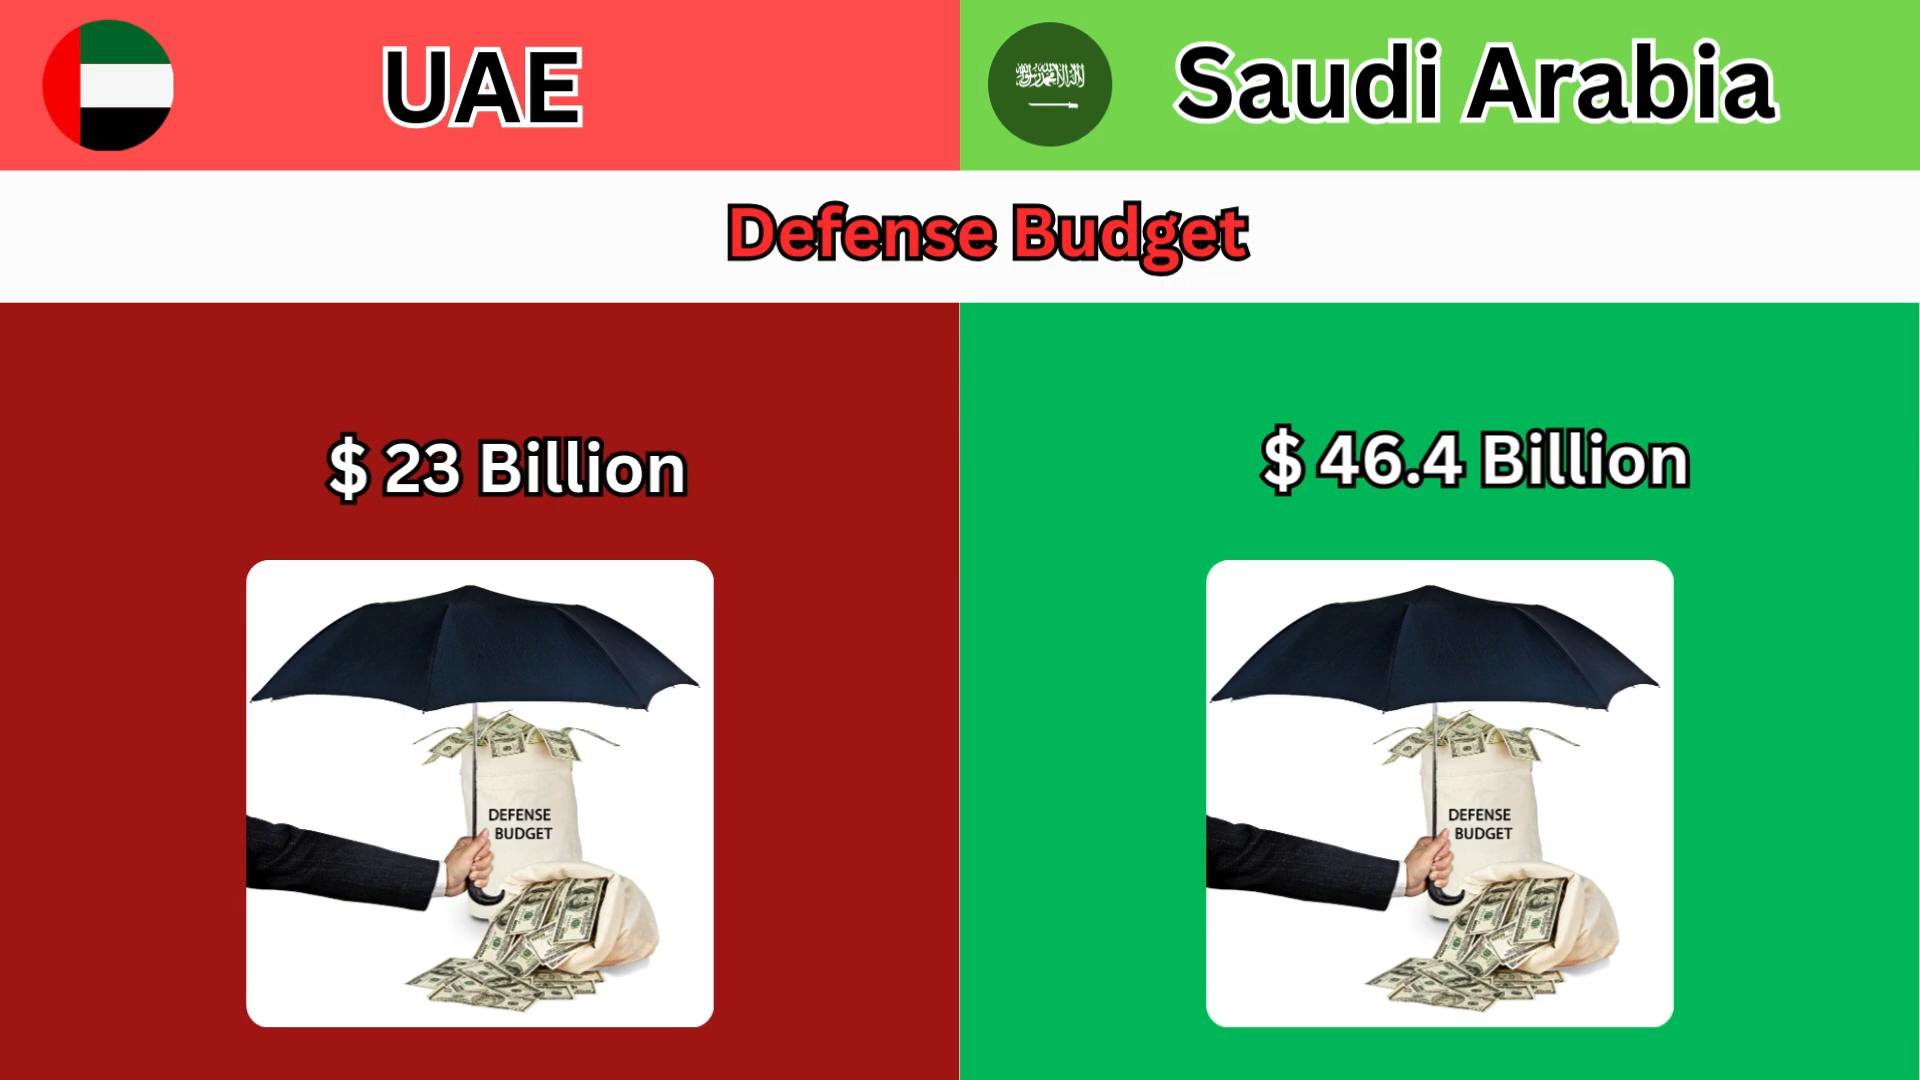 UAE
Saudi Arabia
Defense Budget
$ 23 Billion
$ 46.4 Billion
DEFENSE
BUDGET
DEFENSE
BUDGET